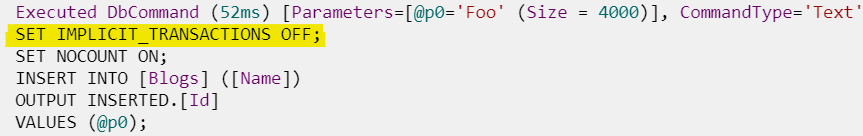 Executed DbCommand (52ms) [Parameters=[@p0='Foo' (Size = 4000)], CommandType='Text'
SET IMPLICIT_TRANSACTIONS OFF;
SET NOCOUNT ON;
INSERT INTO [Blogs] ([Name])
OUTPUT INSERTED.[Id]
VALUES (@p0);